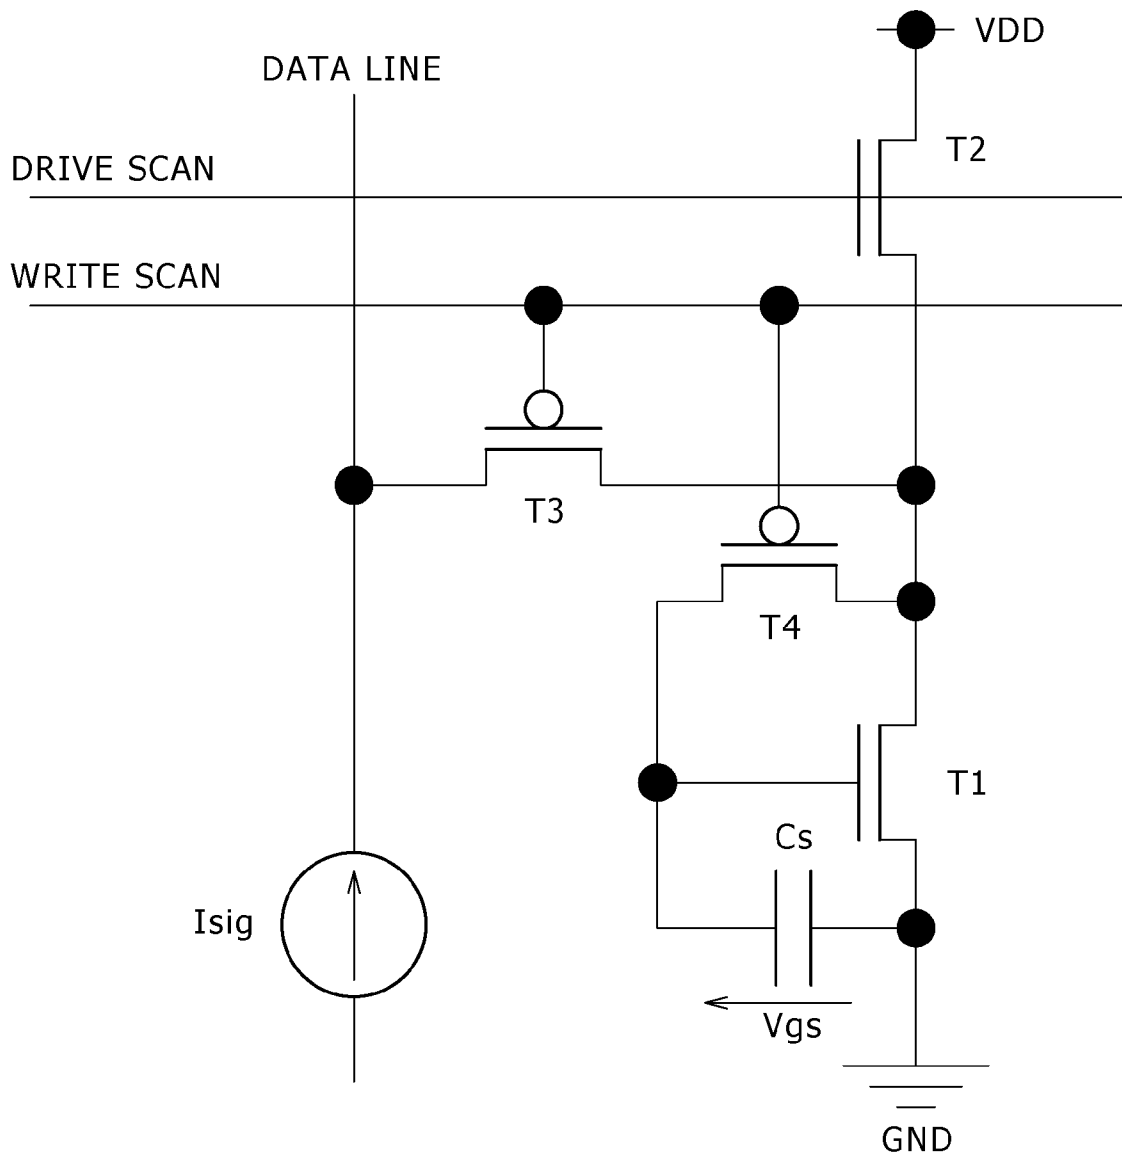 VDD
DATA LINE
T2
DRIVE SCAN
WRITE SCAN
T3
T4
T1
Cs
Isig
Vgs
GND